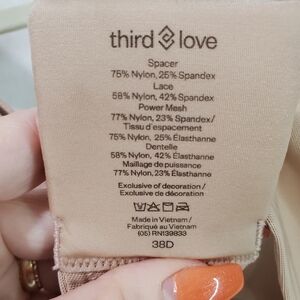 third love
Spacer
75% Nylon, 25% Spandex
Lace
58% Nylon, 42% Spandex
Power Mesh
77% Nylon, 23% Spandex/
Tissu d'espacement
75% Nylon, 25% Élasthanne
Dentelle
58% Nylon, 42% Élasthanne
Maillage de puissance
77% Nylon, 23% Élasthanne
Exclusive of decoration/
Exclusive de décoration
Made in Vietnam/
Fabriqué au Vietnam
(05) RN139833
38D